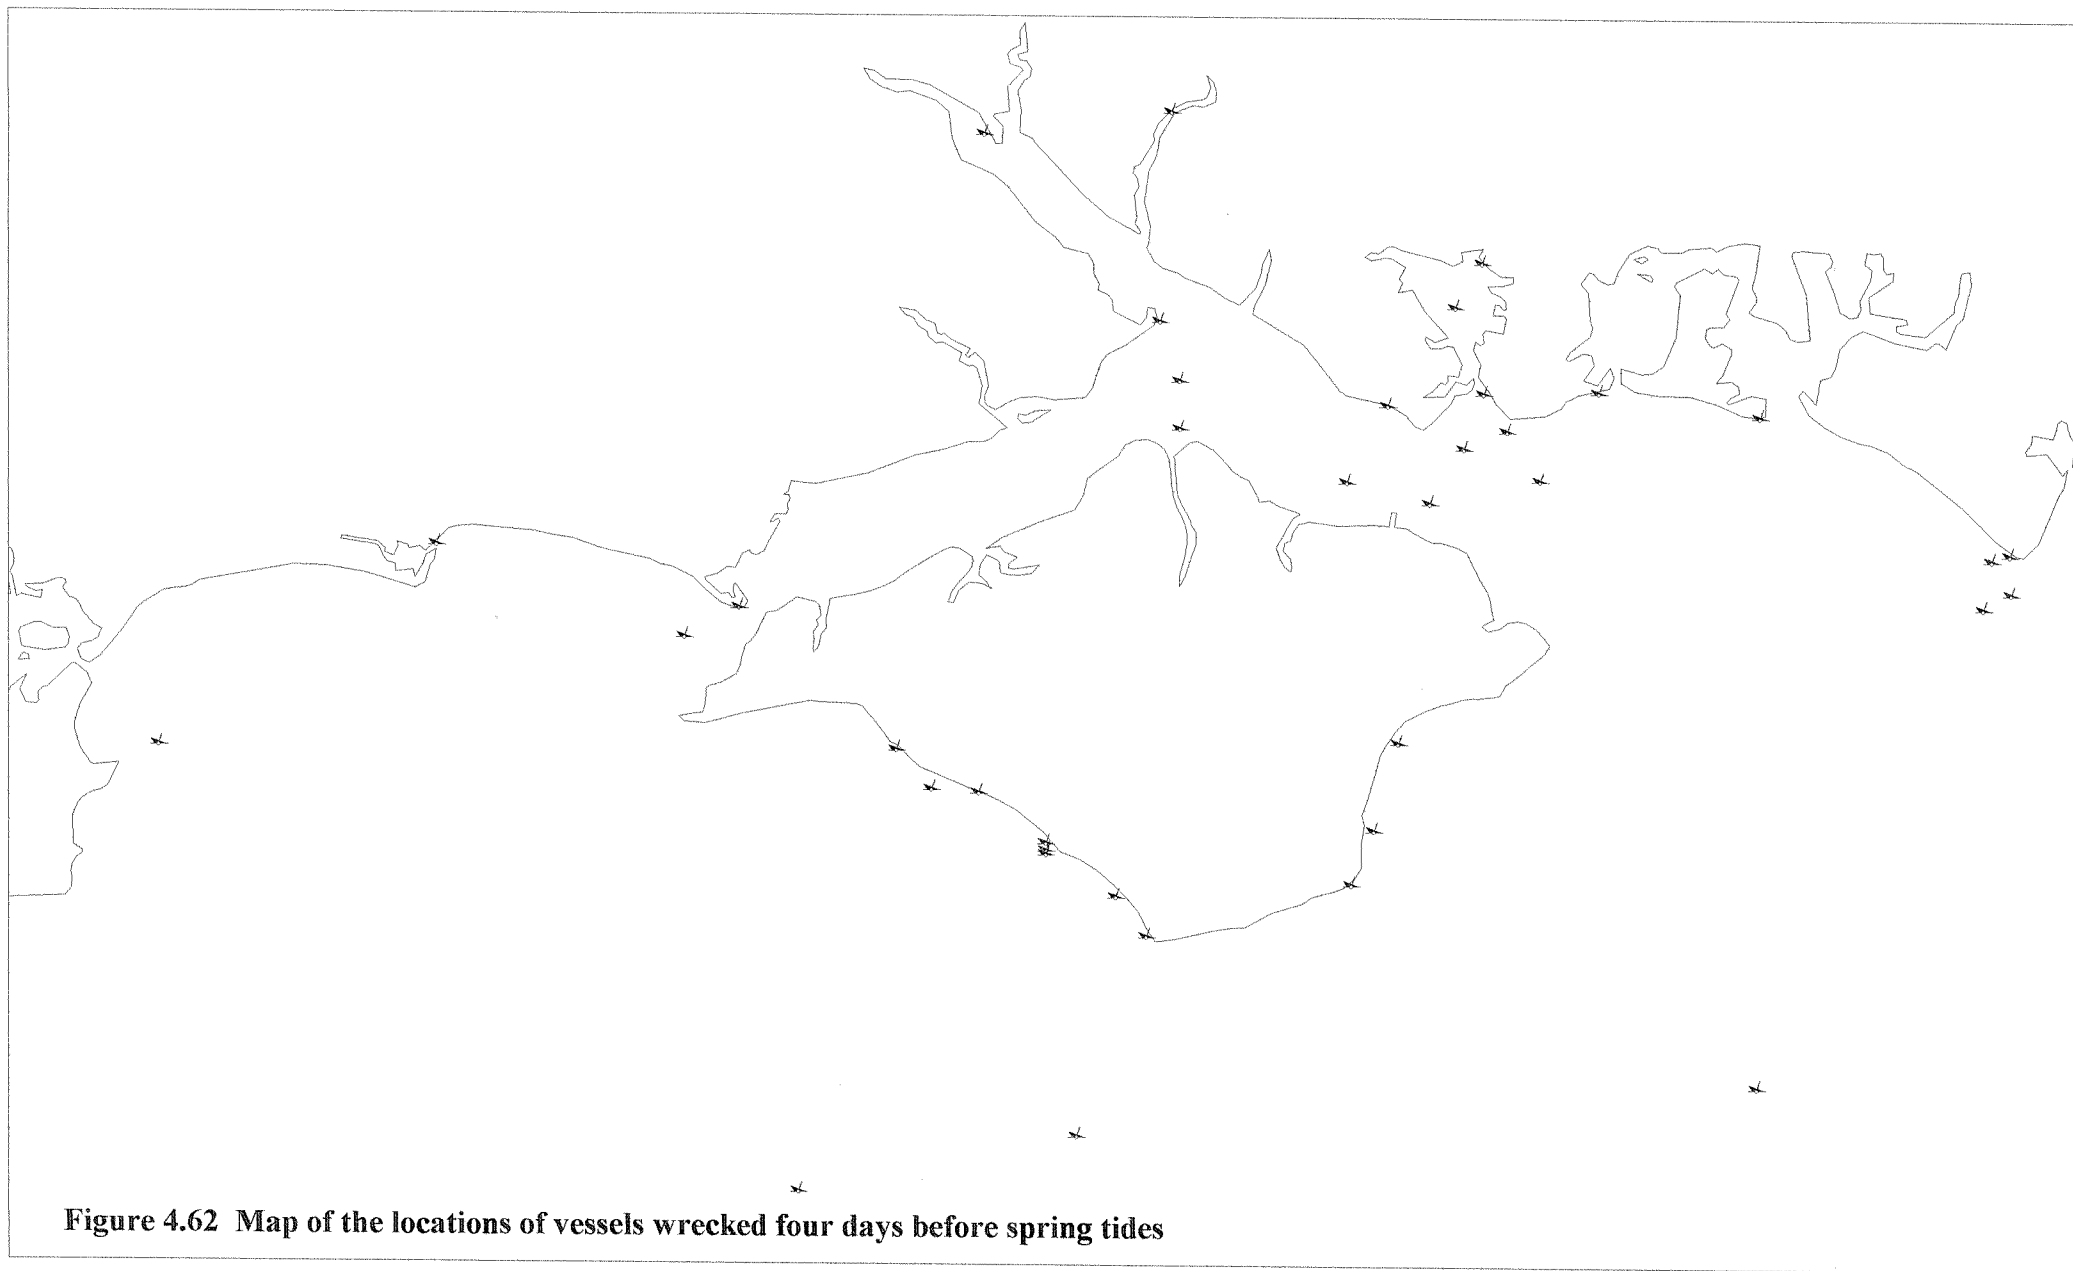 Figure 4.62 Map of the locations of vessels wrecked four days before spring tides